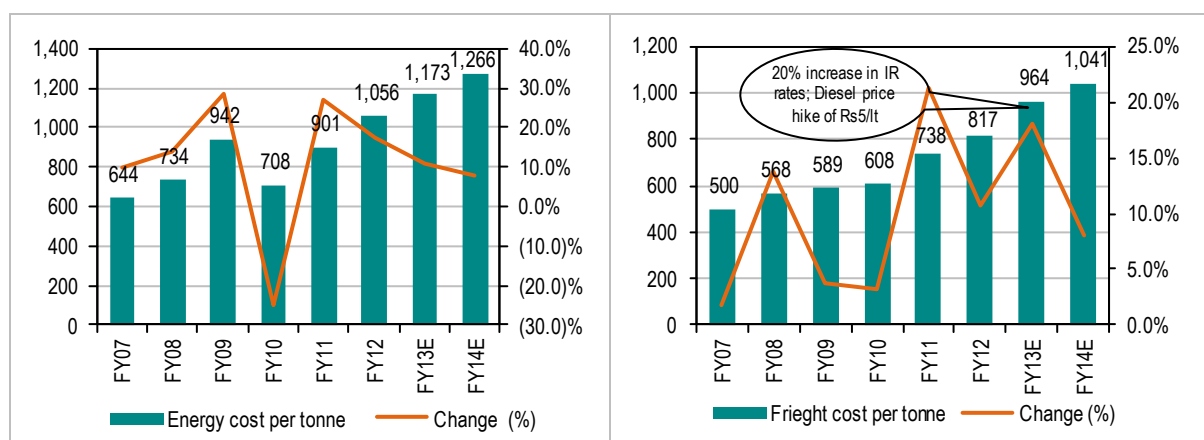 1,400
1,200
1,000
800
600
400
200
0
644
734
942
708
901
1,056
1,173
1,266
40.0%
30.0%
20.0%
10.0%
0.0%
(10.0)%
(20.0)%
(30.0)%
FY07
FY08
FY09
FY10
FY11
FY12
FY13E
FY14E
Energy cost per tonne
Change (%)
1,200
1,000
800
600
400
200
0
20% increase in IR
rates; Diesel price
hike of Rs5/lt
500
568
589
608
738
817
964
1,041
25.0%
20.0%
15.0%
10.0%
5.0%
0.0%
FY07
FY08
FY09
FY10
FY11
FY12
FY13E
FY14E
Frieght cost per tonne
Change (%)